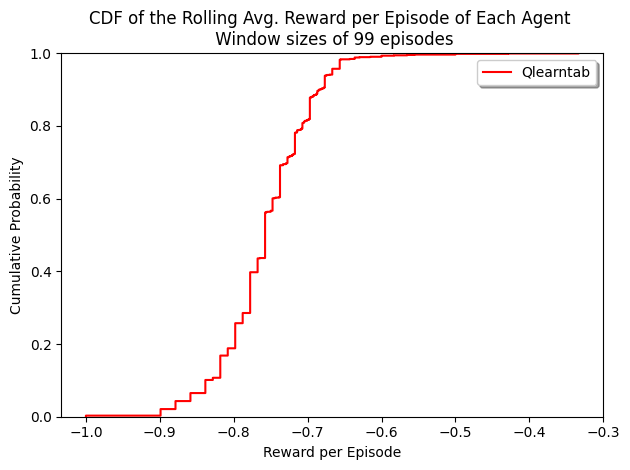 CDF of the Rolling Avg. Reward per Episode of Each Agent
Window sizes of 99 episodes
Qlearntab
Cumulative Probability
1.0
0.8
0.6
0.4
0.2
0.0
−1.0 −0.9 −0.8 −0.7 −0.6 −0.5 −0.4 −0.3
Reward per Episode